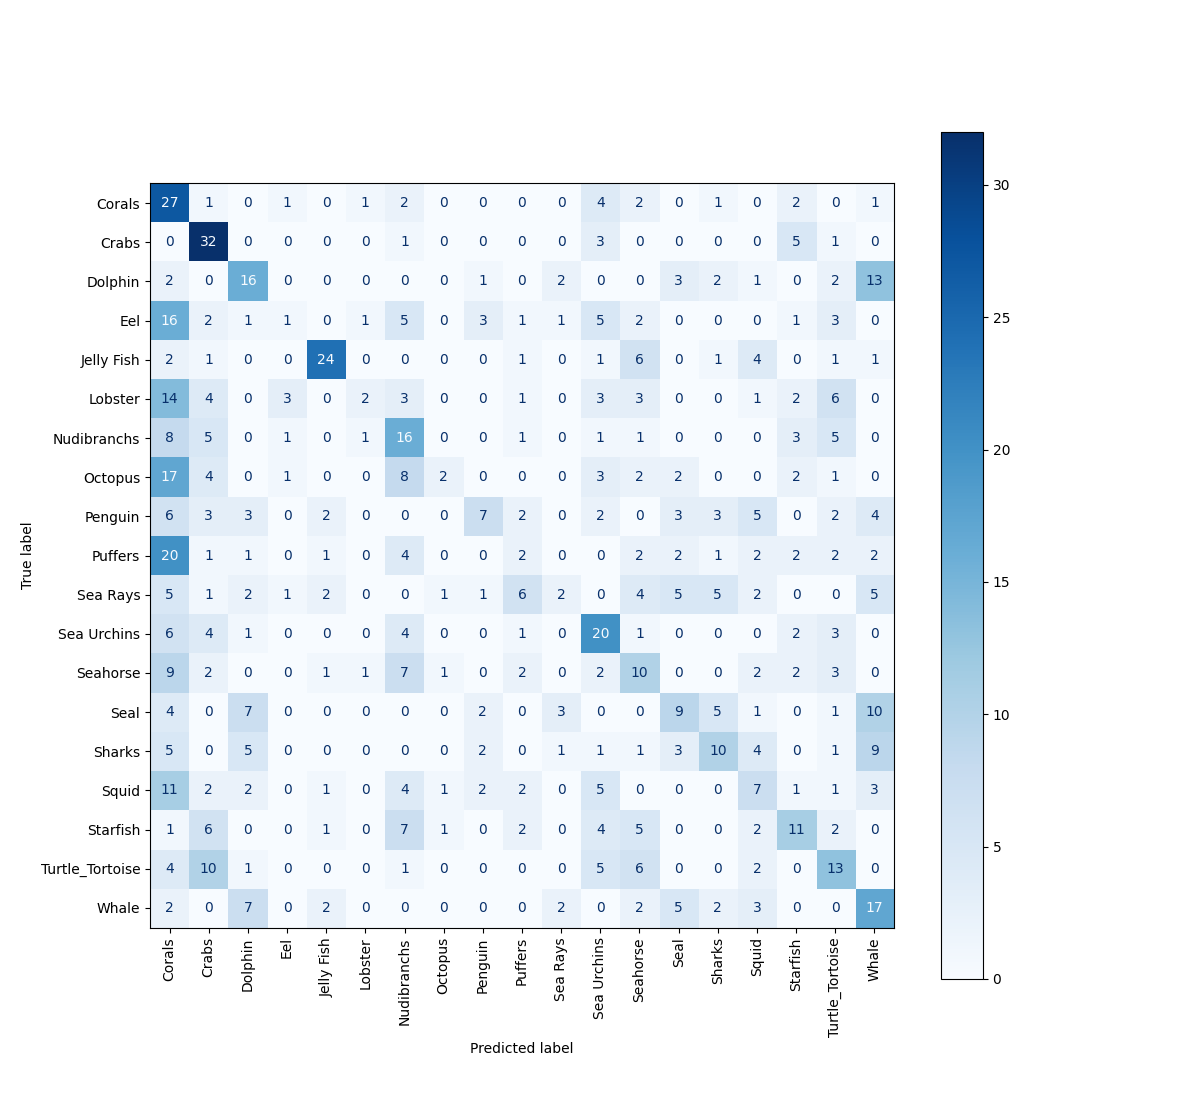 Corals 27 1 0 1 0 1 2 0 0 0 0 4 2 0 1 0 2 0 1
Crabs 0 32 0 0 0 0 1 0 0 0 0 3 0 0 0 0 5 1 0
Dolphin 2 0 16 0 0 0 0 0 1 0 2 0 0 3 2 1 0 2 13
Eel 16 2 1 1 0 1 5 0 3 1 1 5 2 0 0 0 1 3 0
Jelly Fish 2 1 0 0 24 0 0 0 0 1 0 1 6 0 1 4 0 1 1
Lobster 14 4 0 3 0 2 3 0 0 1 0 3 3 0 0 1 2 6 0
Nudibranchs 8 5 0 1 0 1 16 0 0 1 0 1 1 0 0 0 3 5 0
Octopus 17 4 0 1 0 0 8 2 0 0 0 3 2 2 0 0 2 1 0
Penguin 6 3 3 0 2 0 0 0 7 2 0 2 0 3 3 5 0 2 4
Puffers 20 1 1 0 1 0 4 0 0 2 0 0 2 2 1 2 2 2 2
Sea Rays 5 1 2 1 2 0 0 1 1 6 2 0 4 5 5 2 0 0 5
Sea Urchins 6 4 1 0 0 0 4 0 0 1 0 20 1 0 0 0 2 3 0
Seahorse 9 2 0 0 1 1 7 1 0 2 0 2 10 0 0 2 2 3 0
Seal 4 0 7 0 0 0 0 0 2 0 3 0 0 9 5 1 0 1 10
Sharks 5 0 5 0 0 0 0 0 2 0 1 1 1 3 10 4 0 1 9
Squid 11 2 2 0 1 0 4 1 2 2 0 5 0 0 0 7 1 1 3
Starfish 1 6 0 0 1 0 7 1 0 2 0 4 5 0 0 2 11 2 0
Turtle_Tortoise 4 10 1 0 0 0 1 0 0 0 0 5 6 0 0 2 0 13 0
Whale 2 0 7 0 2 0 0 0 0 0 2 0 2 5 2 3 0 0 17
True label
Corals
Crabs
Dolphin
Eel
Jelly Fish
Lobster
Nudibranchs
Octopus
Penguin
Puffers
Sea Rays
Sea Urchins
Seahorse
Seal
Sharks
Squid
Starfish
Turtle_Tortoise
Whale
Predicted label
30
25
20
15
10
5
0